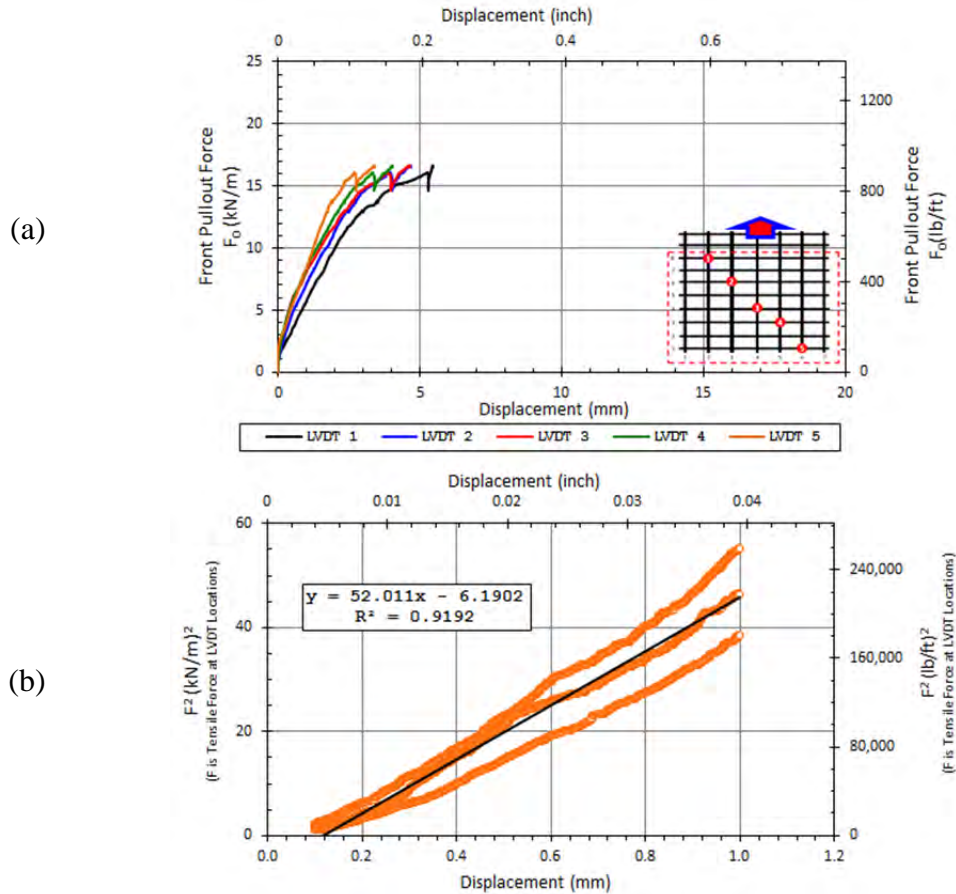 Displacement (inch)
0 0.2 0.4 0.6
25
20
15
10
5
0
Front Pullout Force
F₀ (kN/m)
1200
800
400
0
Front Pullout Force
F₀(lb/ft)
1
2
3
4
5
0 5 10 15 20
Displacement (mm)
LVDT 1 LVDT 2 LVDT 3 LVDT 4 LVDT 5
(a)
Displacement (inch)
0 0.01 0.02 0.03 0.04
60
40
20
0
F² (kN/m)²
(F is Tensile Force at LVDT Locations)
y = 52.011x - 6.1902
R² = 0.9192
240,000
160,000
80,000
0
F² (lb/ft)²
(F is Tensile Force at LVDT Locations)
0.0 0.2 0.4 0.6 0.8 1.0 1.2
Displacement (mm)
(b)